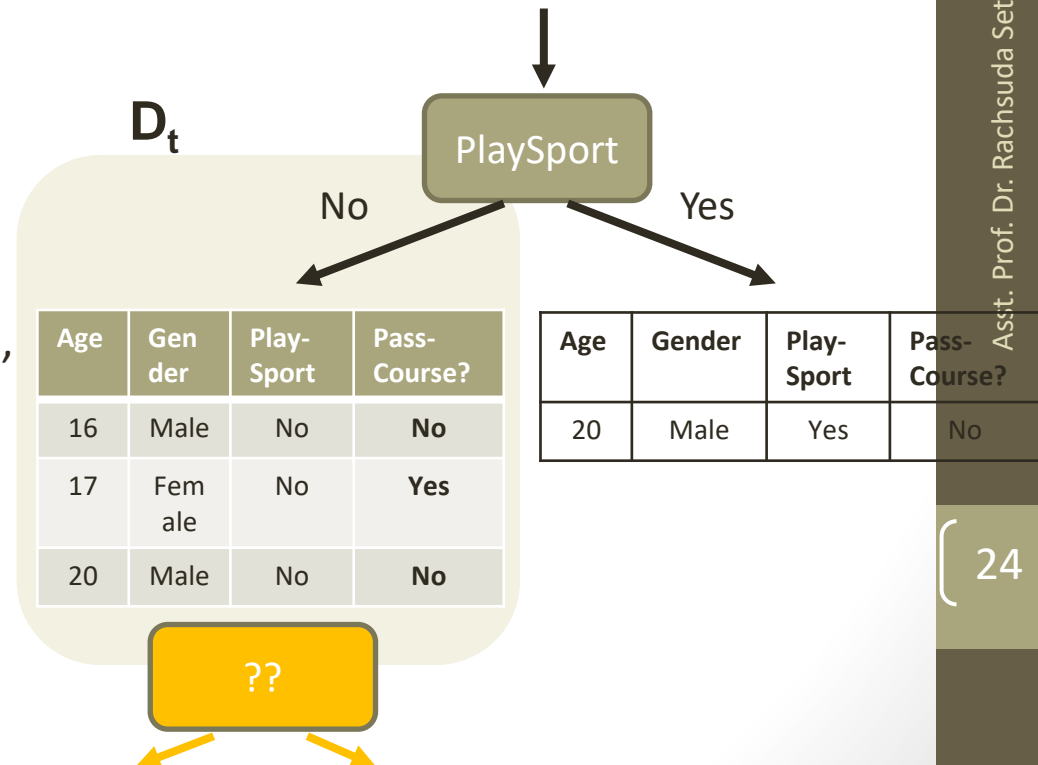 D_t
PlaySport
No
Yes
,
Age Gen Play- Pass-
der Sport Course?
16 Male No No
17 Fem No Yes
ale
20 Male No No
Age Gender Play- Pass-
Sport Course?
20 Male Yes No
??
Asst. Prof. Dr. Rachsuda Set
24